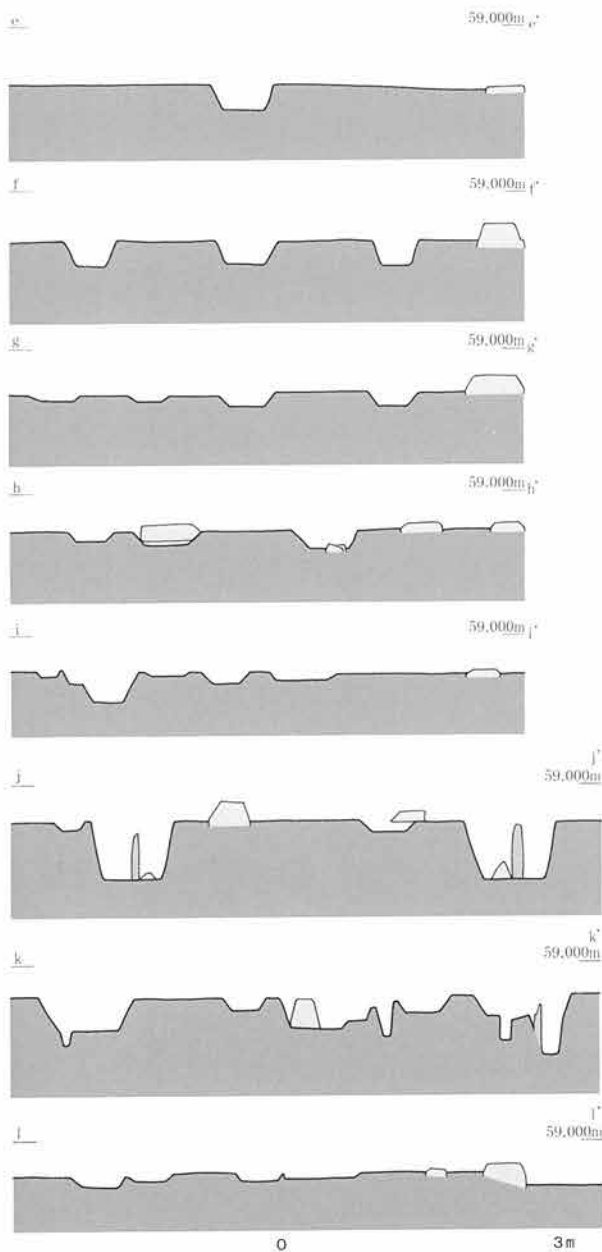 e 59.000m e'
f 59.000m f'
g 59.000m g'
h 59.000m h'
i 59.000m i'
j'
j 59.000m
k'
k 59.000m
l'
l 59.000m
0 3m